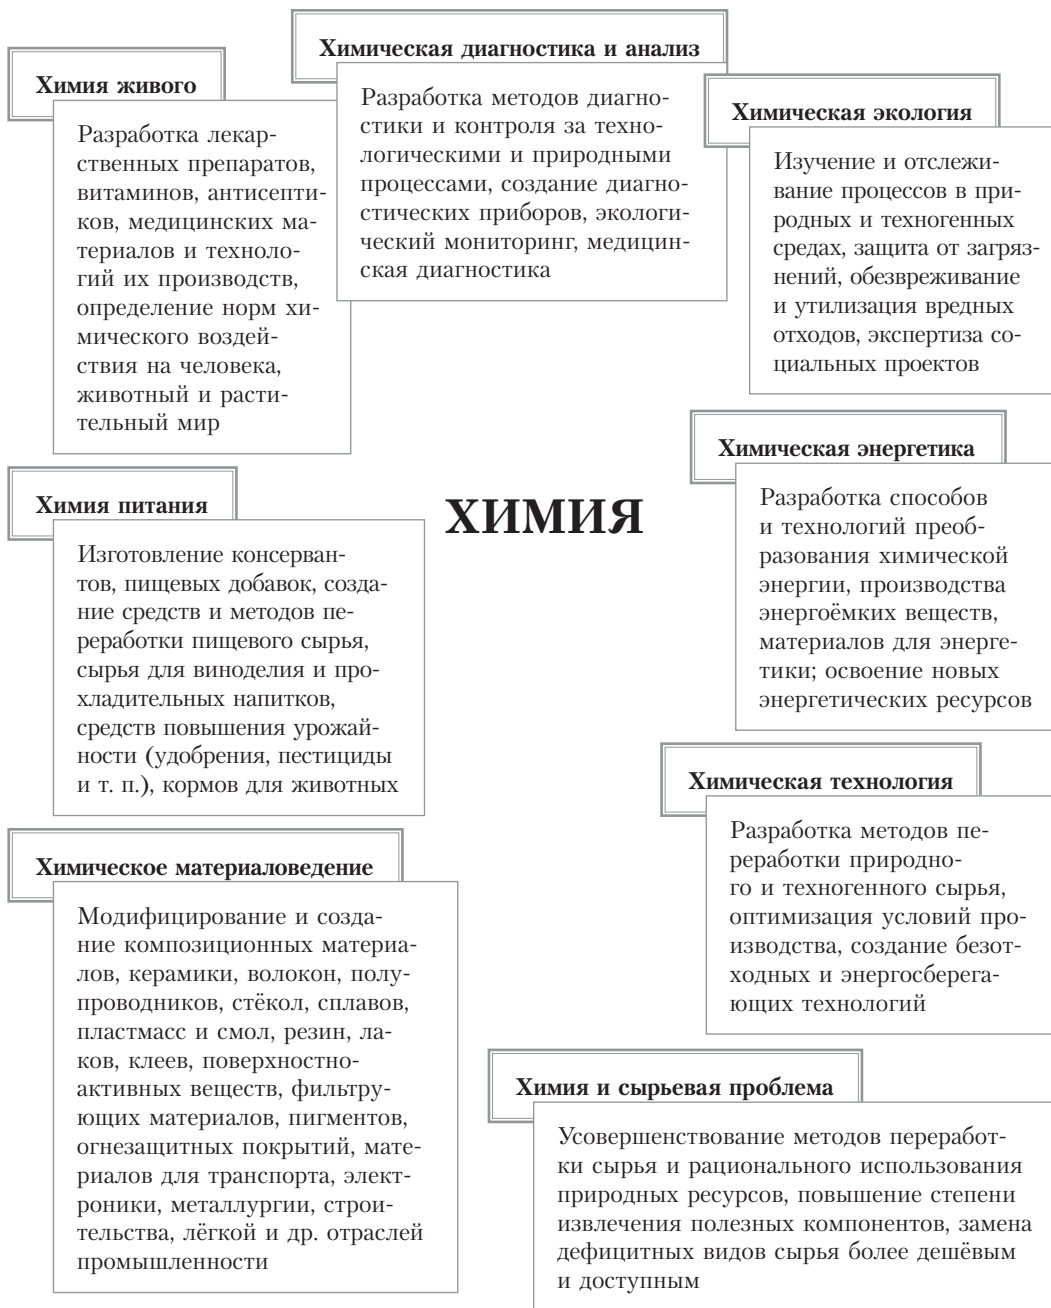 Химическая диагностика и анализ
Разработка методов диагно-
стики и контроля за техно-
логическими и природными
процессами, создание диагно-
стических приборов, экологи-
ческий мониторинг, медицин-
ская диагностика
Химия живого
Разработка лекар-
ственных препаратов,
витаминов, антисепти-
ков, медицинских ма-
териалов и техноло-
гий их производств,
определение норм хи-
мического воздей-
ствия на человека,
животный и расти-
тельный мир
Химическая экология
Изучение и отслежи-
вание процессов в при-
родных и техногенных
средах, защита от загряз-
нений, обезвреживание
и утилизация вредных
отходов, экспертиза со-
циальных проектов
Химическая энергетика
Разработка способов
и технологий преоб-
разования химической
энергии, производства
энергоёмких веществ,
материалов для энерге-
тики; освоение новых
энергетических ресурсов
Химия питания
Изготовление консерван-
тов, пищевых добавок, созда-
ние средств и методов пе-
реработки пищевого сырья,
сырья для виноделия и про-
хладительных напитков,
средств повышения урожай-
ности (удобрения, пестициды
и т. п.), кормов для животных
ХИМИЯ
Химическая технология
Разработка методов пе-
реработки природно-
го и техногенного сырья,
оптимизация условий про-
изводства, создание безот-
ходных и энергосберега-
ющих технологий
Химическое материаловедение
Модифицирование и созда-
ние композиционных материа-
лов, керамики, волокон, полу-
проводников, стёкол, сплавов,
пластмасс и смол, резин, ла-
ков, клеев, поверхностно-
активных веществ, фильтру-
ющих материалов, пигментов,
огнезащитных покрытий, мате-
риалов для транспорта, элект-
роники, металлургии, строи-
тельства, лёгкой и др. отраслей
промышленности
Химия и сырьевая проблема
Усовершенствование методов переработ-
ки сырья и рационального использования
природных ресурсов, повышение степени
извлечения полезных компонентов, замена
дефицитных видов сырья более дешёвым
и доступным